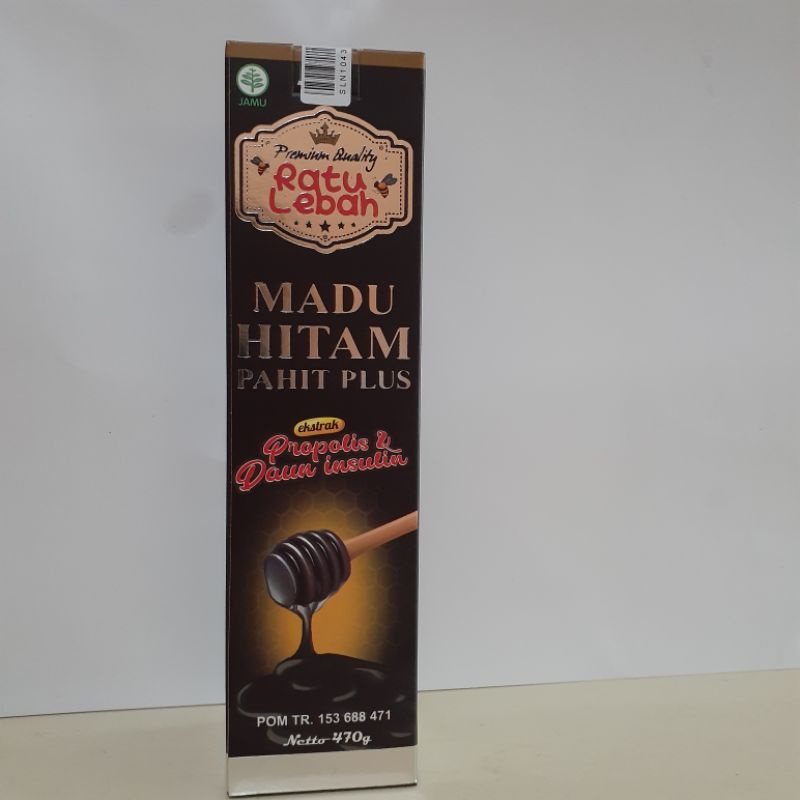 SLN1043
JAMU
Premium Quality
Ratu
Lebah
MADU
HITAM
PAHIT PLUS
ekstrak
Propolis &
Daun insulin
POM TR. 153 688 471
Netto 470g